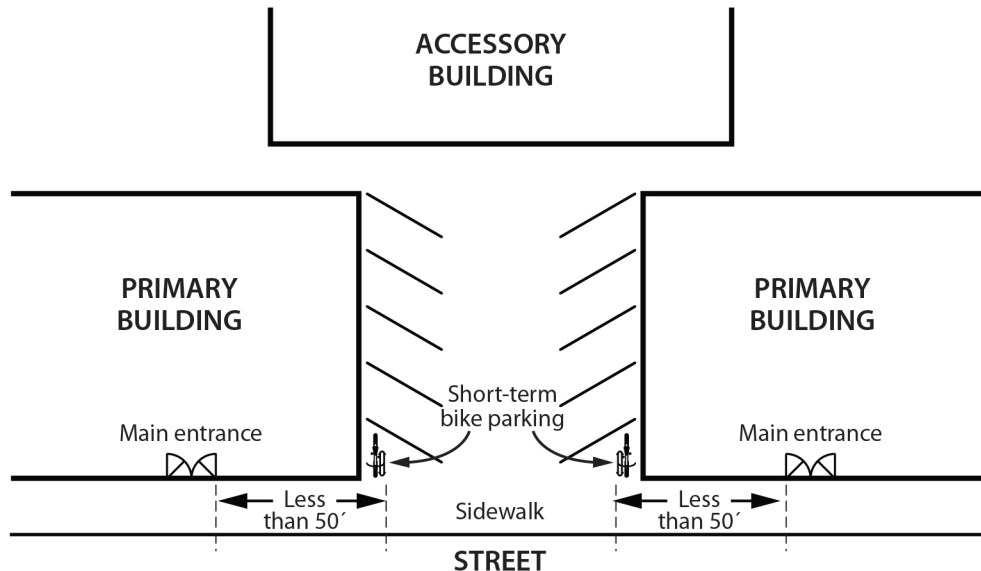 ACCESSORY
BUILDING
PRIMARY
BUILDING
PRIMARY
BUILDING
Short-term
bike parking
Main entrance
Main entrance
Less
than 50´
Sidewalk
Less
than 50´
STREET